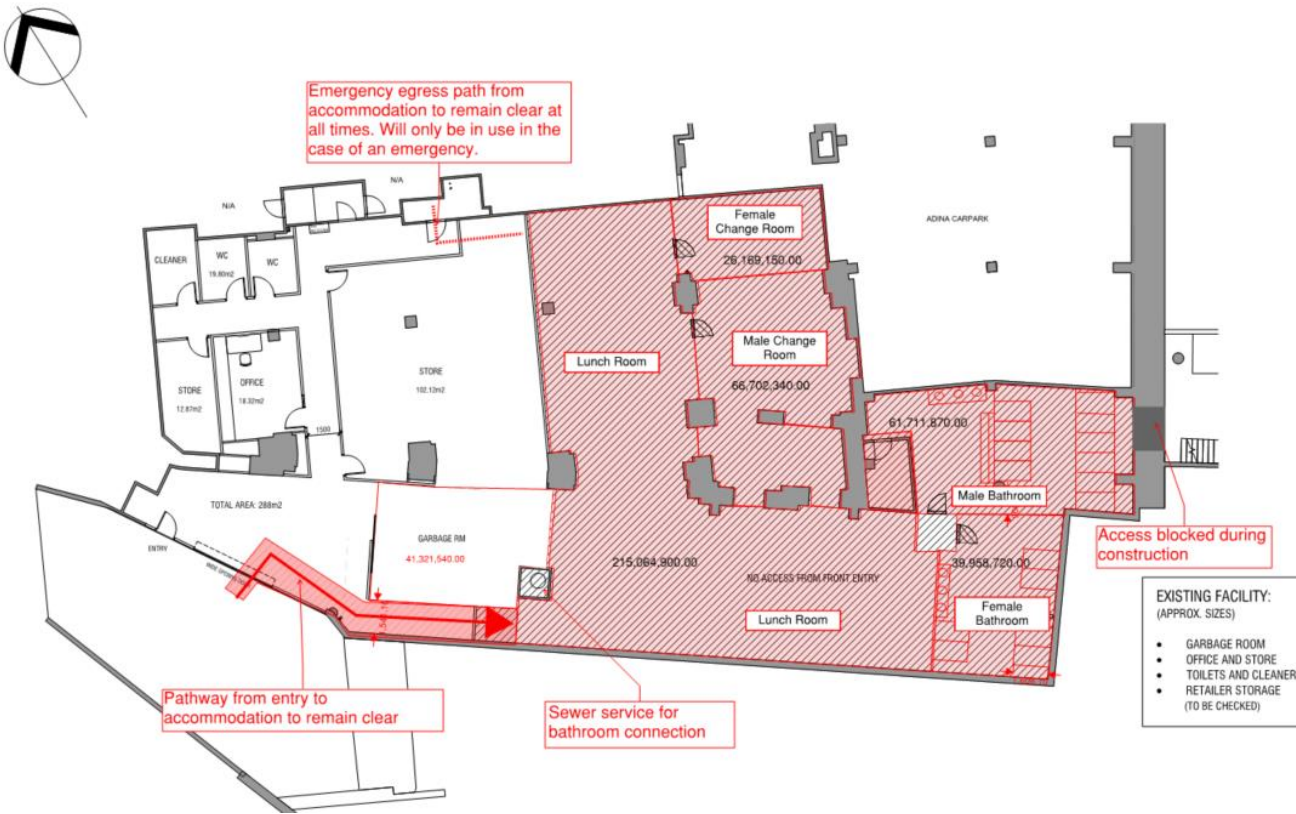 Emergency egress path from
accommodation to remain clear at
all times. Will only be in use in the
case of an emergency.
N/A
N/A
CLEANER
WC
19.80m2
WC
STORE
12.87m2
OFFICE
18.32m2
1500
STORE
102.12m2
Female
Change Room
26,169,150.00
ADINA CARPARK
Lunch Room
Male Change
Room
66,702,340.00
61,711,870.00
Male Bathroom
TOTAL AREA: 288m2
ENTRY
GARBAGE RM
41,321,540.00
215,064,900.00
NO ACCESS FROM FRONT ENTRY
39,958,720.00
Lunch Room
Female
Bathroom
Access blocked during
construction
Pathway from entry to
accommodation to remain clear
Sewer service for
bathroom connection
EXISTING FACILITY:
(APPROX. SIZES)
• GARBAGE ROOM
• OFFICE AND STORE
• TOILETS AND CLEANER
• RETAILER STORAGE
(TO BE CHECKED)